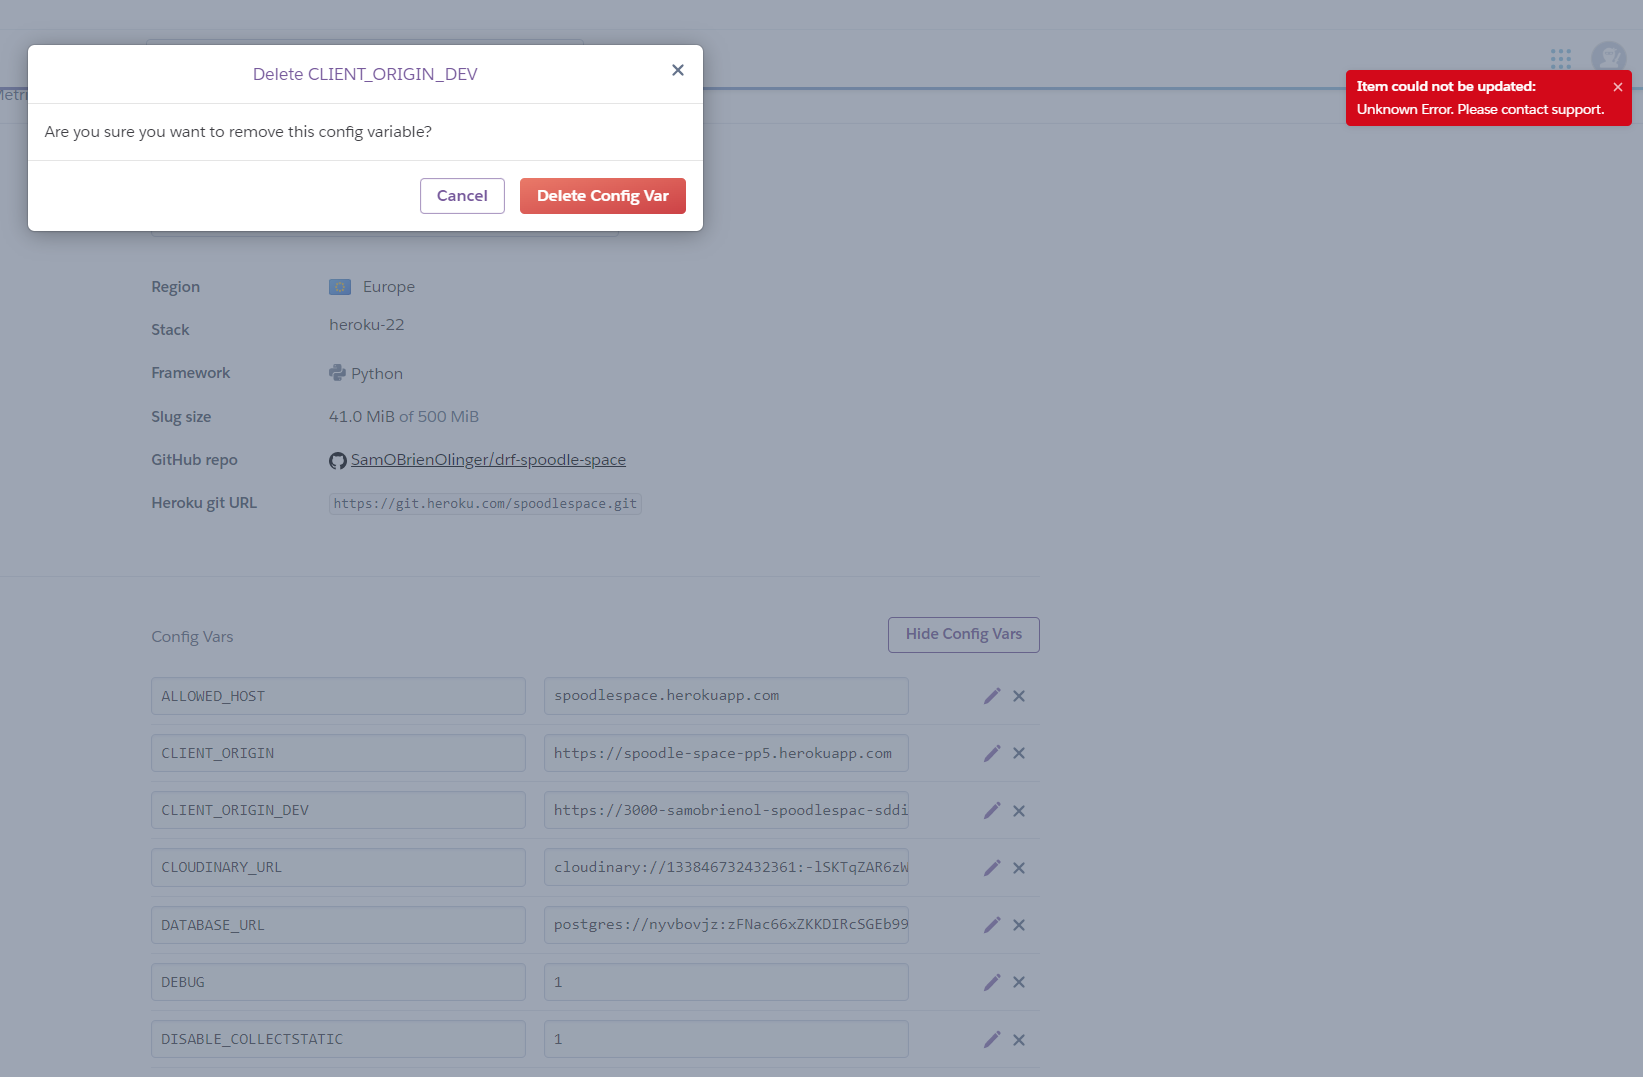 Delete CLIENT_ORIGIN_DEV
Are you sure you want to remove this config variable?
Cancel
Delete Config Var
Item could not be updated:
Unknown Error. Please contact support.
Region
Europe
Stack
heroku-22
Framework
Python
Slug size
41.0 MiB of 500 MiB
GitHub repo
SamOBrienOlinger/drf-spoodle-space
Heroku git URL
https://git.heroku.com/spoodlespace.git
Config Vars
Hide Config Vars
ALLOWED_HOST
spoodlespace.herokuapp.com
CLIENT_ORIGIN
https://spoodle-space-pp5.herokuapp.com
CLIENT_ORIGIN_DEV
https://3000-samobrienol-spoodlespac-sddi
CLOUDINARY_URL
cloudinary://133846732432361:-lSKTqZAR6zW
DATABASE_URL
postgres://nyvbovjz:zFNac66xZKKDIRcSGEb99
DEBUG
1
DISABLE_COLLECTSTATIC
1